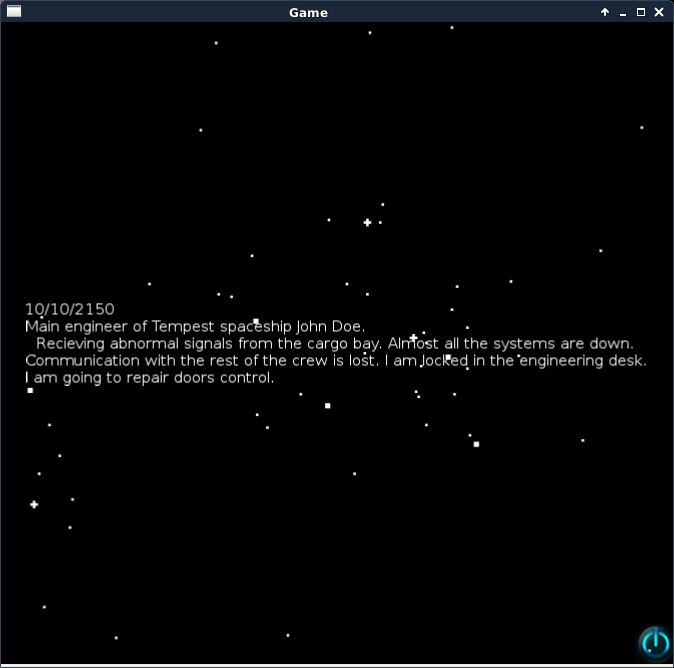 Game
10/10/2150
Main engineer of Tempest spaceship John Doe.
Recieving abnormal signals from the cargo bay. Almost all the systems are down.
Communication with the rest of the crew is lost. I am locked in the engineering desk.
I am going to repair doors control.